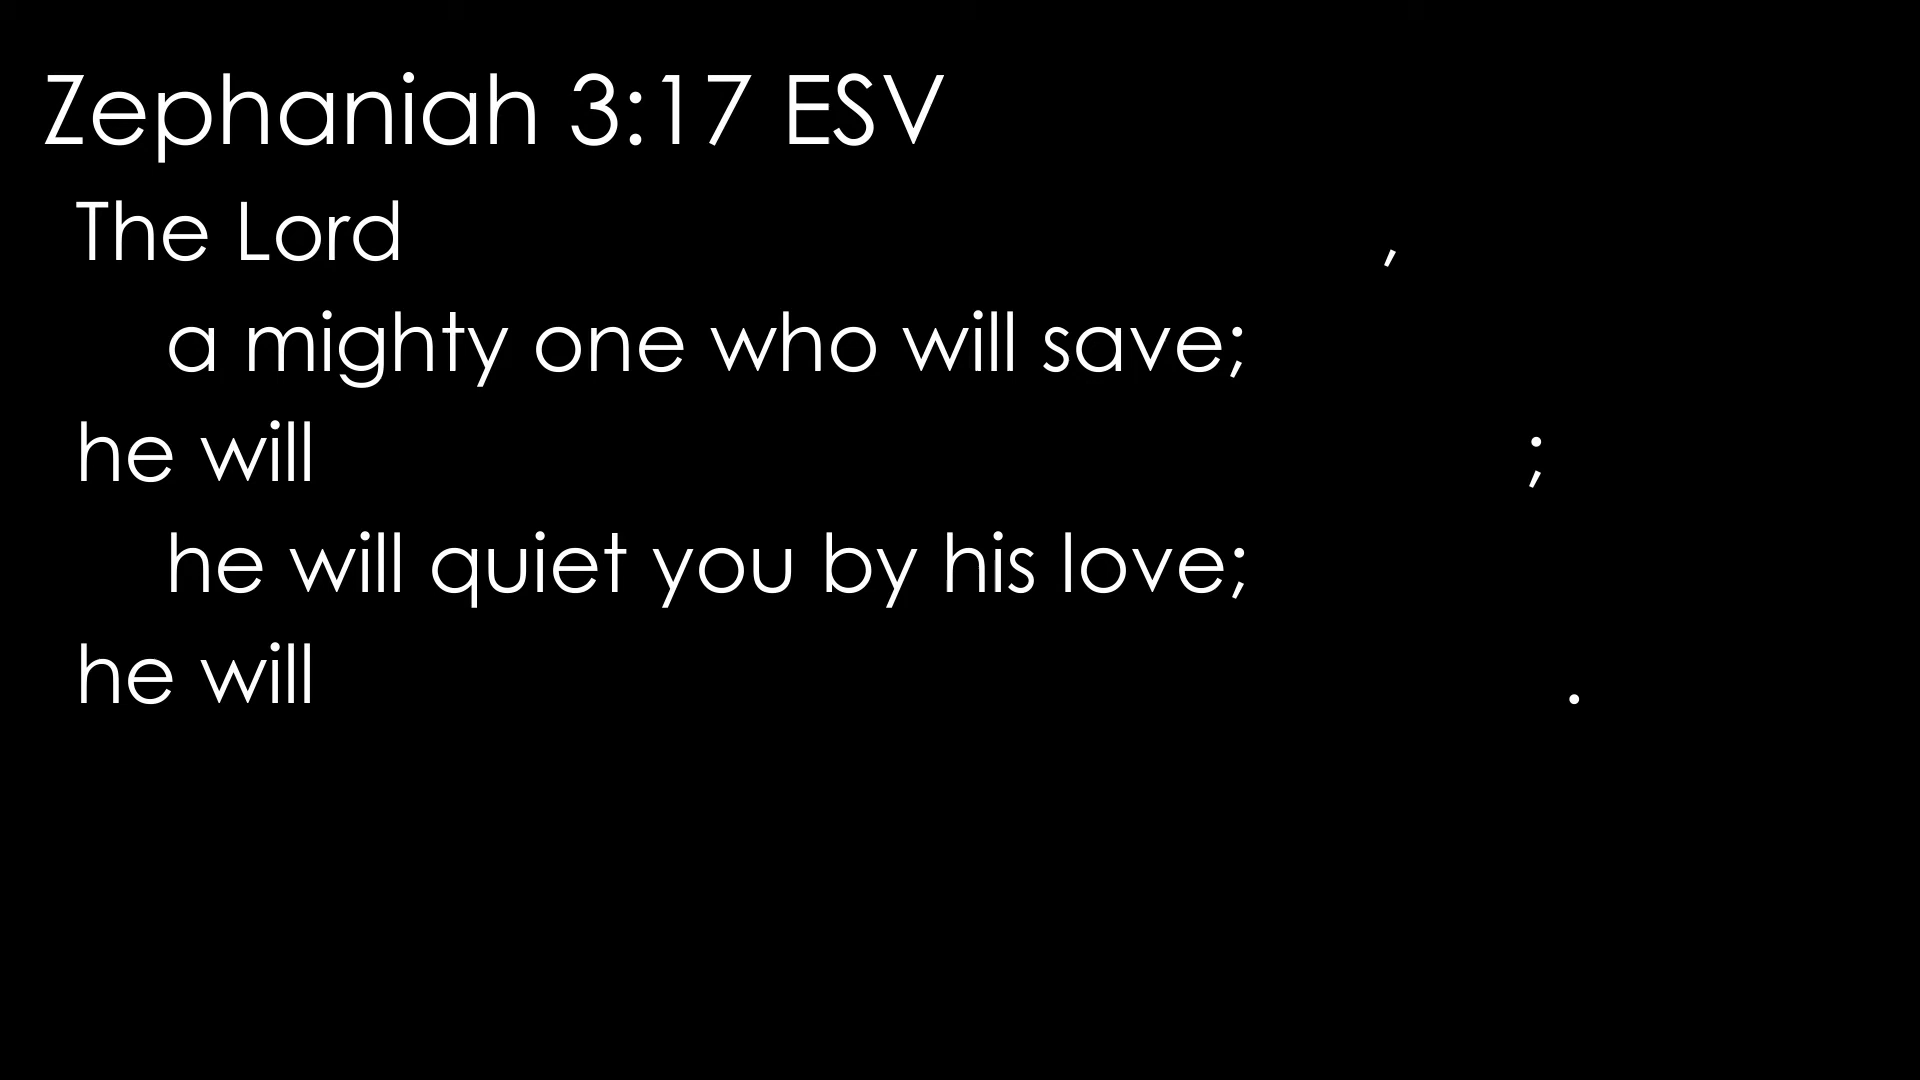 Zephaniah 3:17 ESV
The Lord ,
a mighty one who will save;
he will ;
he will quiet you by his love;
he will .